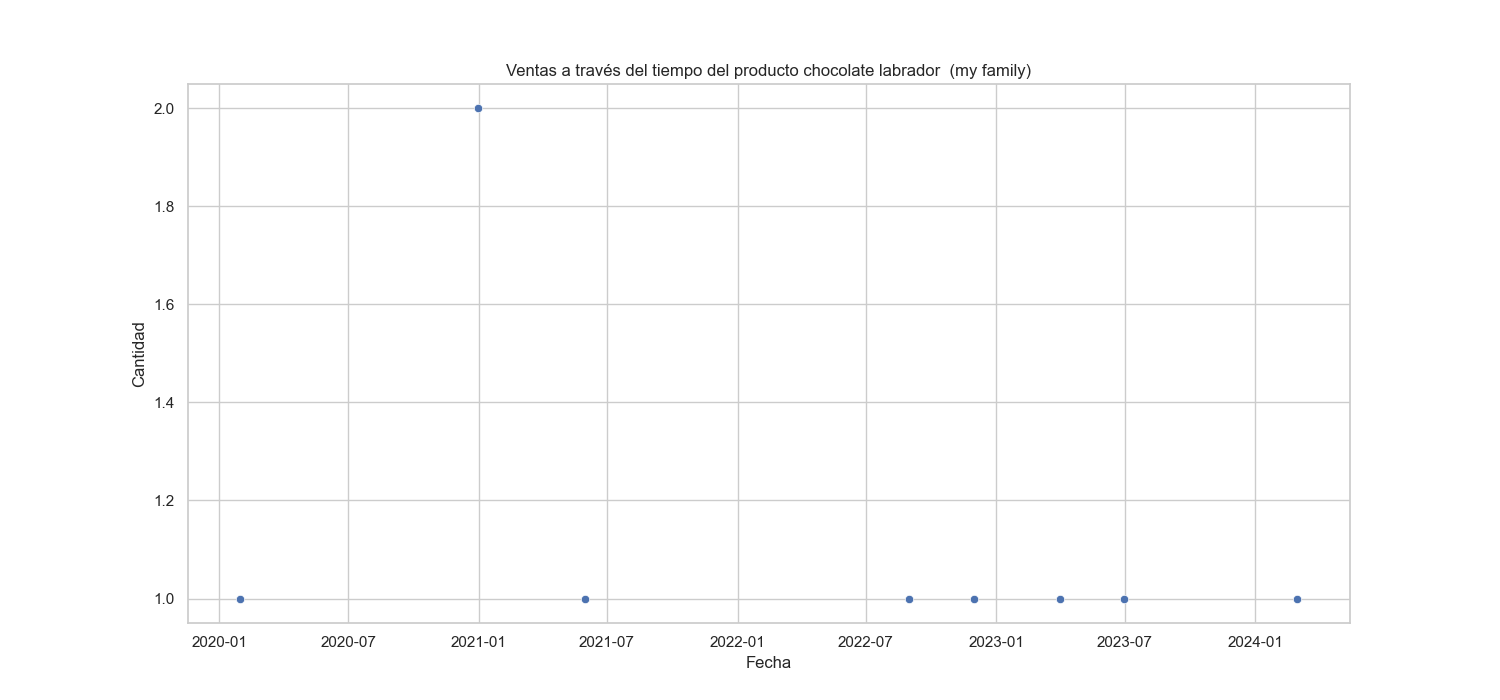 Ventas a través del tiempo del producto chocolate labrador  (my family)
2.0
1.8
1.6
1.4
1.2
1.0
Cantidad
2020-01 2020-07 2021-01 2021-07 2022-01 2022-07 2023-01 2023-07 2024-01
Fecha